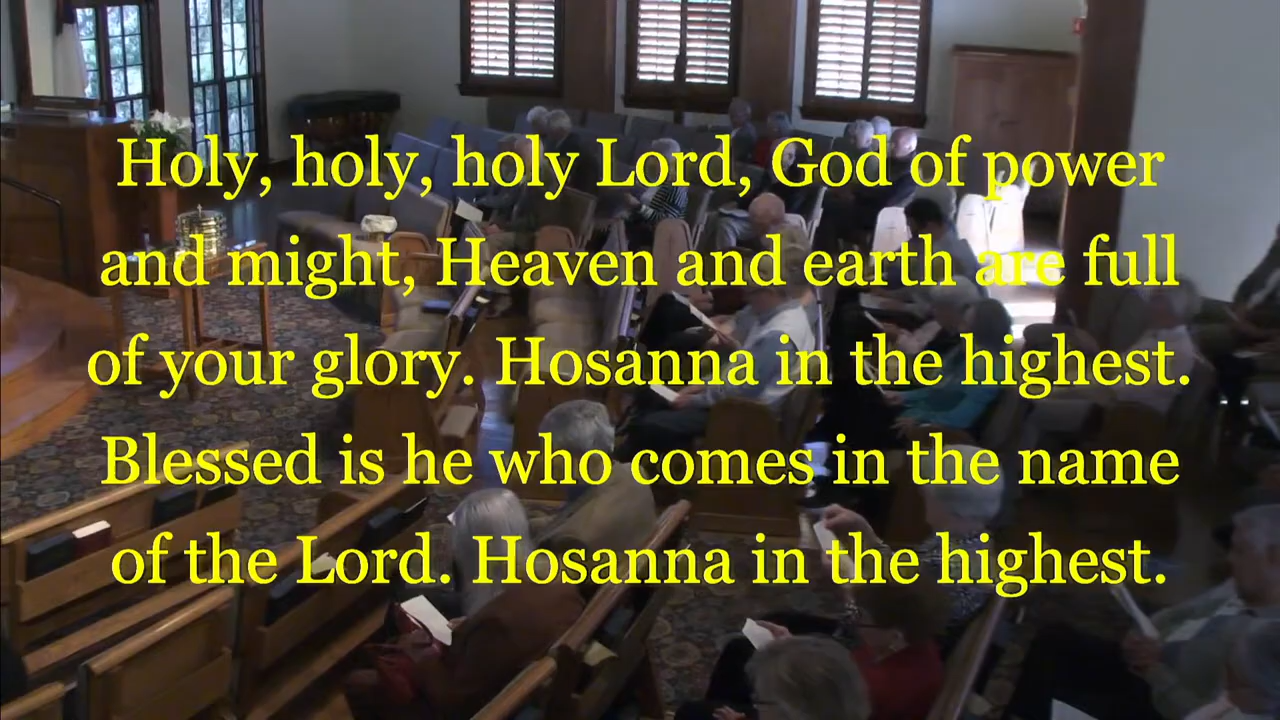 Holy, holy, holy Lord, God of power
and might, Heaven and earth are full
of your glory. Hosanna in the highest.
Blessed is he who comes in the name
of the Lord. Hosanna in the highest.